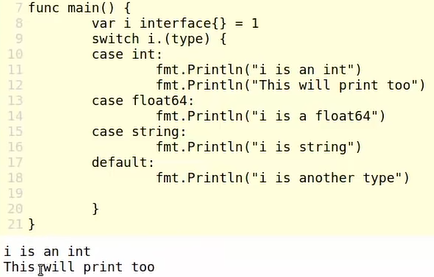 7 func main() {
8         var i interface{} = 1
9         switch i.(type) {
10         case int:
11                 fmt.Println("i is an int")
12                 fmt.Println("This will print too")
13         case float64:
14                 fmt.Println("i is a float64")
15         case string:
16                 fmt.Println("i is string")
17         default:
18                 fmt.Println("i is another type")
19
20         }
21 }
i is an int
This will print too